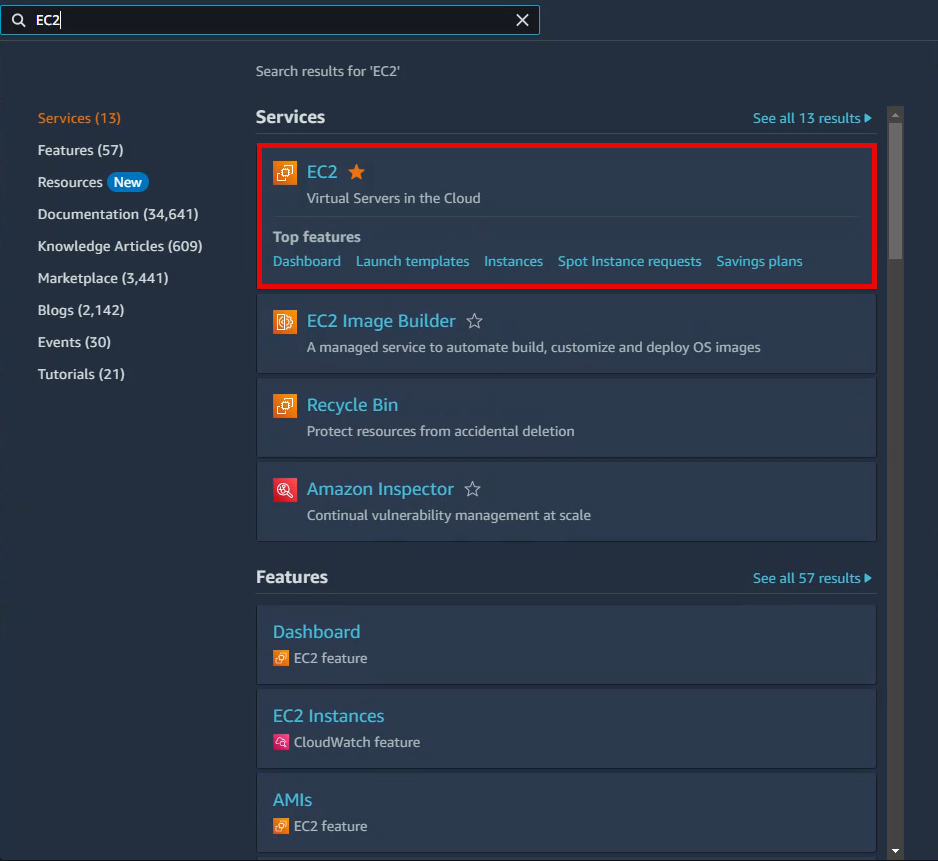 EC2
Search results for 'EC2'
Services (13)
Features (57)
Resources New
Documentation (34,641)
Knowledge Articles (609)
Marketplace (3,441)
Blogs (2,142)
Events (30)
Tutorials (21)
Services
See all 13 results
EC2
Virtual Servers in the Cloud
Top features
Dashboard Launch templates Instances Spot Instance requests Savings plans
EC2 Image Builder
A managed service to automate build, customize and deploy OS images
Recycle Bin
Protect resources from accidental deletion
Amazon Inspector
Continual vulnerability management at scale
Features
See all 57 results
Dashboard
EC2 feature
EC2 Instances
CloudWatch feature
AMIs
EC2 feature